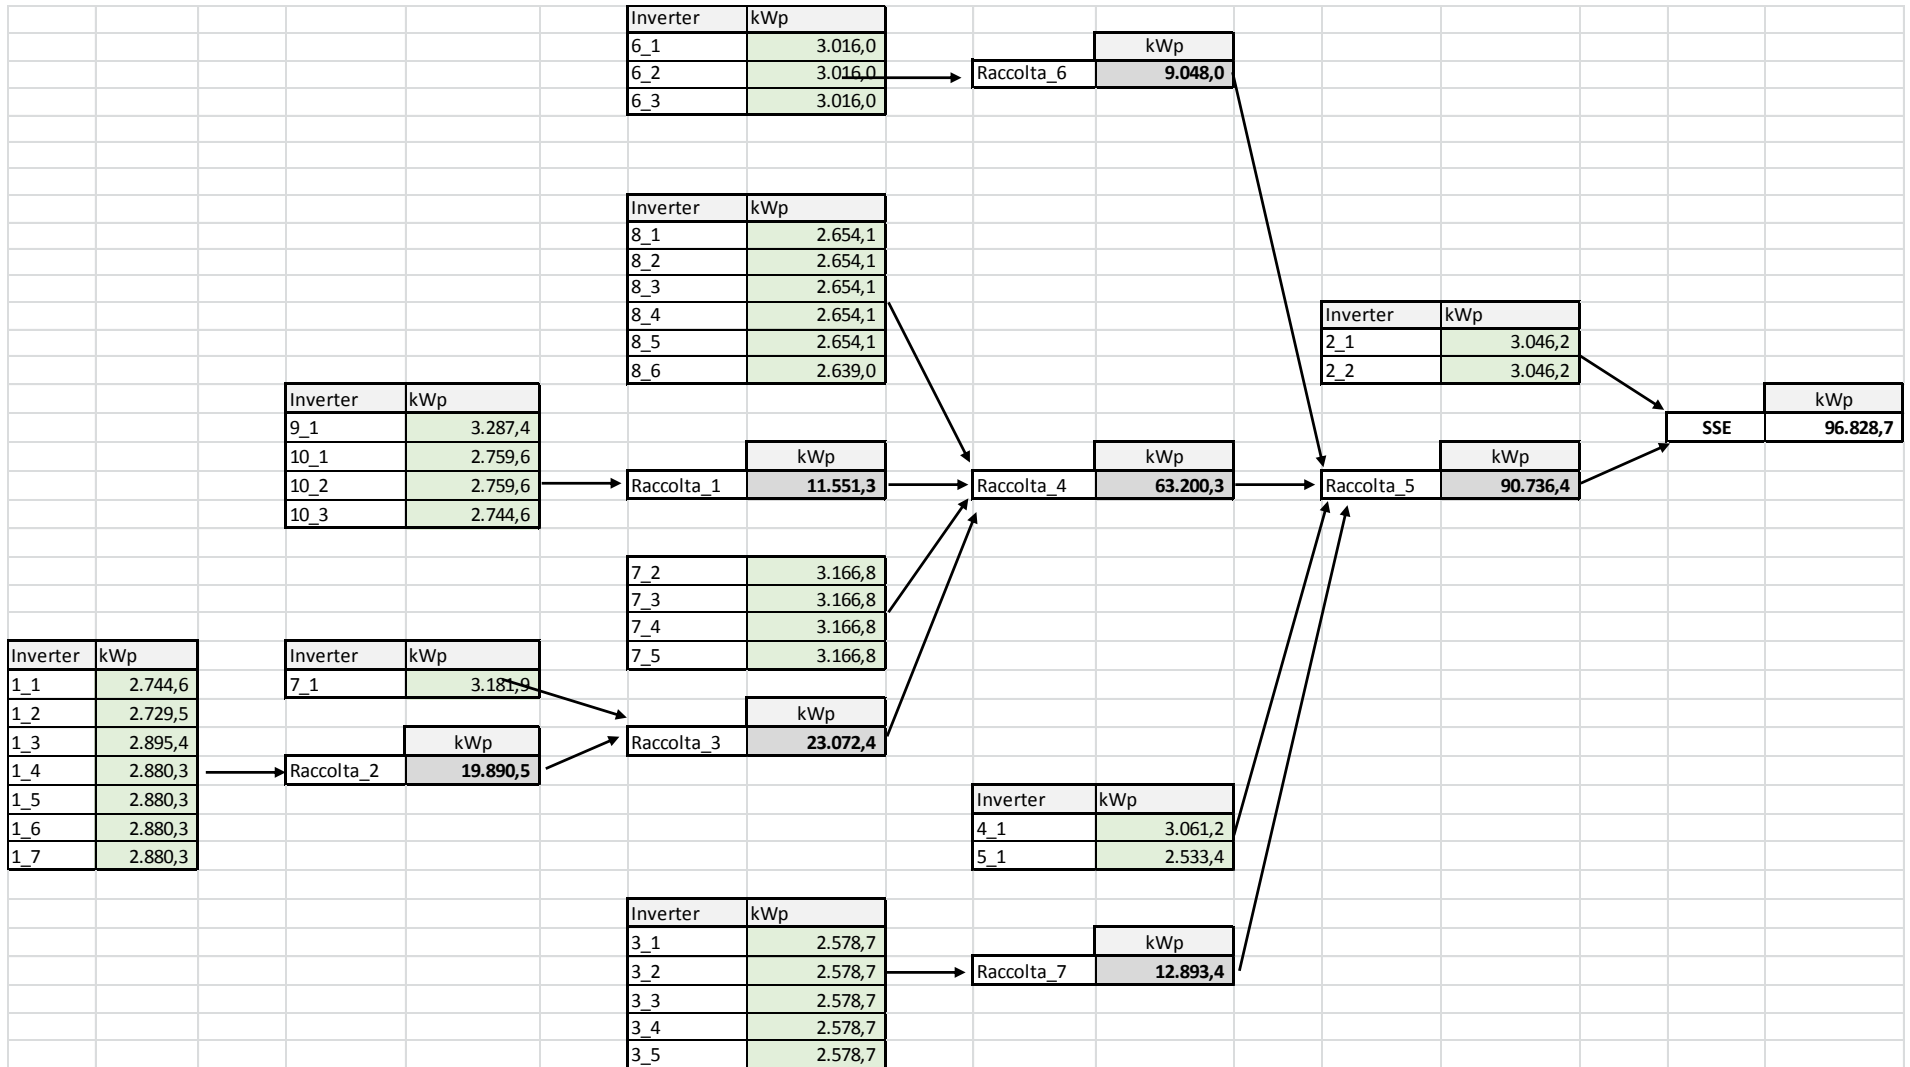 Inverter kWp
6_1 3.016,0
6_2 3.016,0
6_3 3.016,0
kWp
Raccolta_6 9.048,0
Inverter kWp
8_1 2.654,1
8_2 2.654,1
8_3 2.654,1
8_4 2.654,1
8_5 2.654,1
8_6 2.639,0
Inverter kWp
2_1 3.046,2
2_2 3.046,2
kWp
SSE 96.828,7
Inverter kWp
9_1 3.287,4
10_1 2.759,6
10_2 2.759,6
10_3 2.744,6
kWp
Raccolta_1 11.551,3
kWp
Raccolta_4 63.200,3
kWp
Raccolta_5 90.736,4
7_2 3.166,8
7_3 3.166,8
7_4 3.166,8
7_5 3.166,8
Inverter kWp
1_1 2.744,6
1_2 2.729,5
1_3 2.895,4
1_4 2.880,3
1_5 2.880,3
1_6 2.880,3
1_7 2.880,3
Inverter kWp
7_1 3.181,9
kWp
Raccolta_2 19.890,5
kWp
Raccolta_3 23.072,4
Inverter kWp
4_1 3.061,2
5_1 2.533,4
Inverter kWp
3_1 2.578,7
3_2 2.578,7
3_3 2.578,7
3_4 2.578,7
3_5 2.578,7
kWp
Raccolta_7 12.893,4